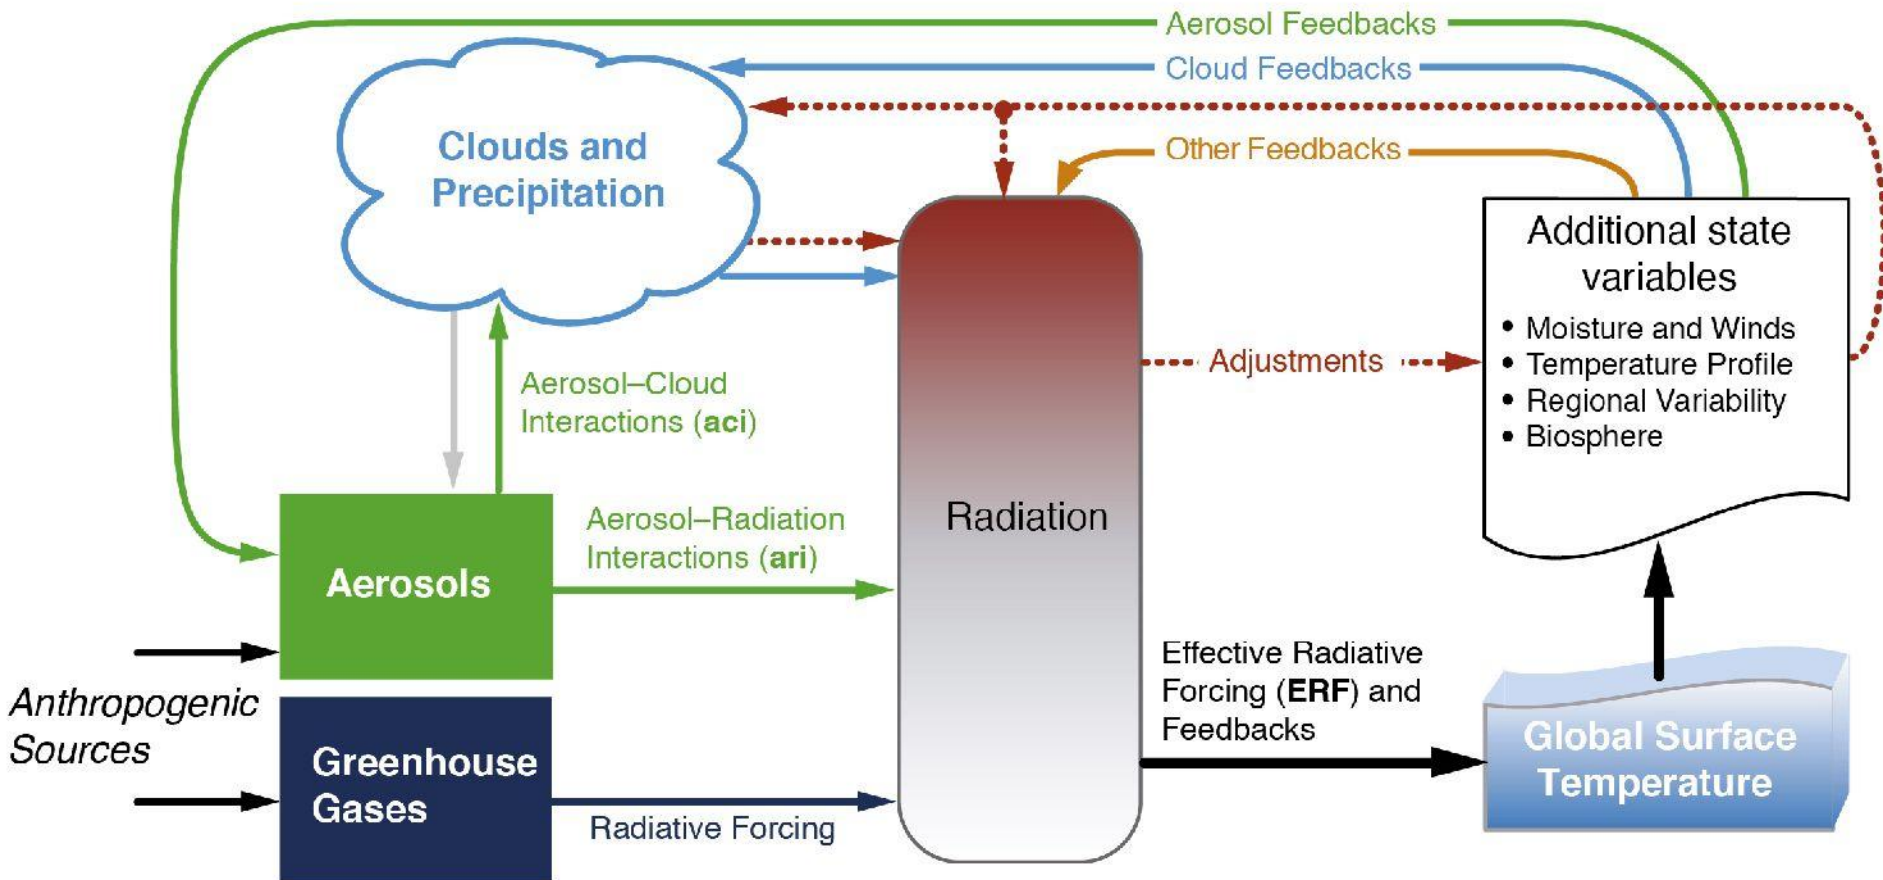 Aerosol Feedbacks
Cloud Feedbacks
Other Feedbacks
Clouds and
Precipitation
Additional state
variables
• Moisture and Winds
• Temperature Profile
• Regional Variability
• Biosphere
Adjustments
Aerosol–Cloud
Interactions (aci)
Aerosol–Radiation
Interactions (ari)
Radiation
Aerosols
Effective Radiative
Forcing (ERF) and
Feedbacks
Anthropogenic
Sources
Greenhouse
Gases
Radiative Forcing
Global Surface
Temperature